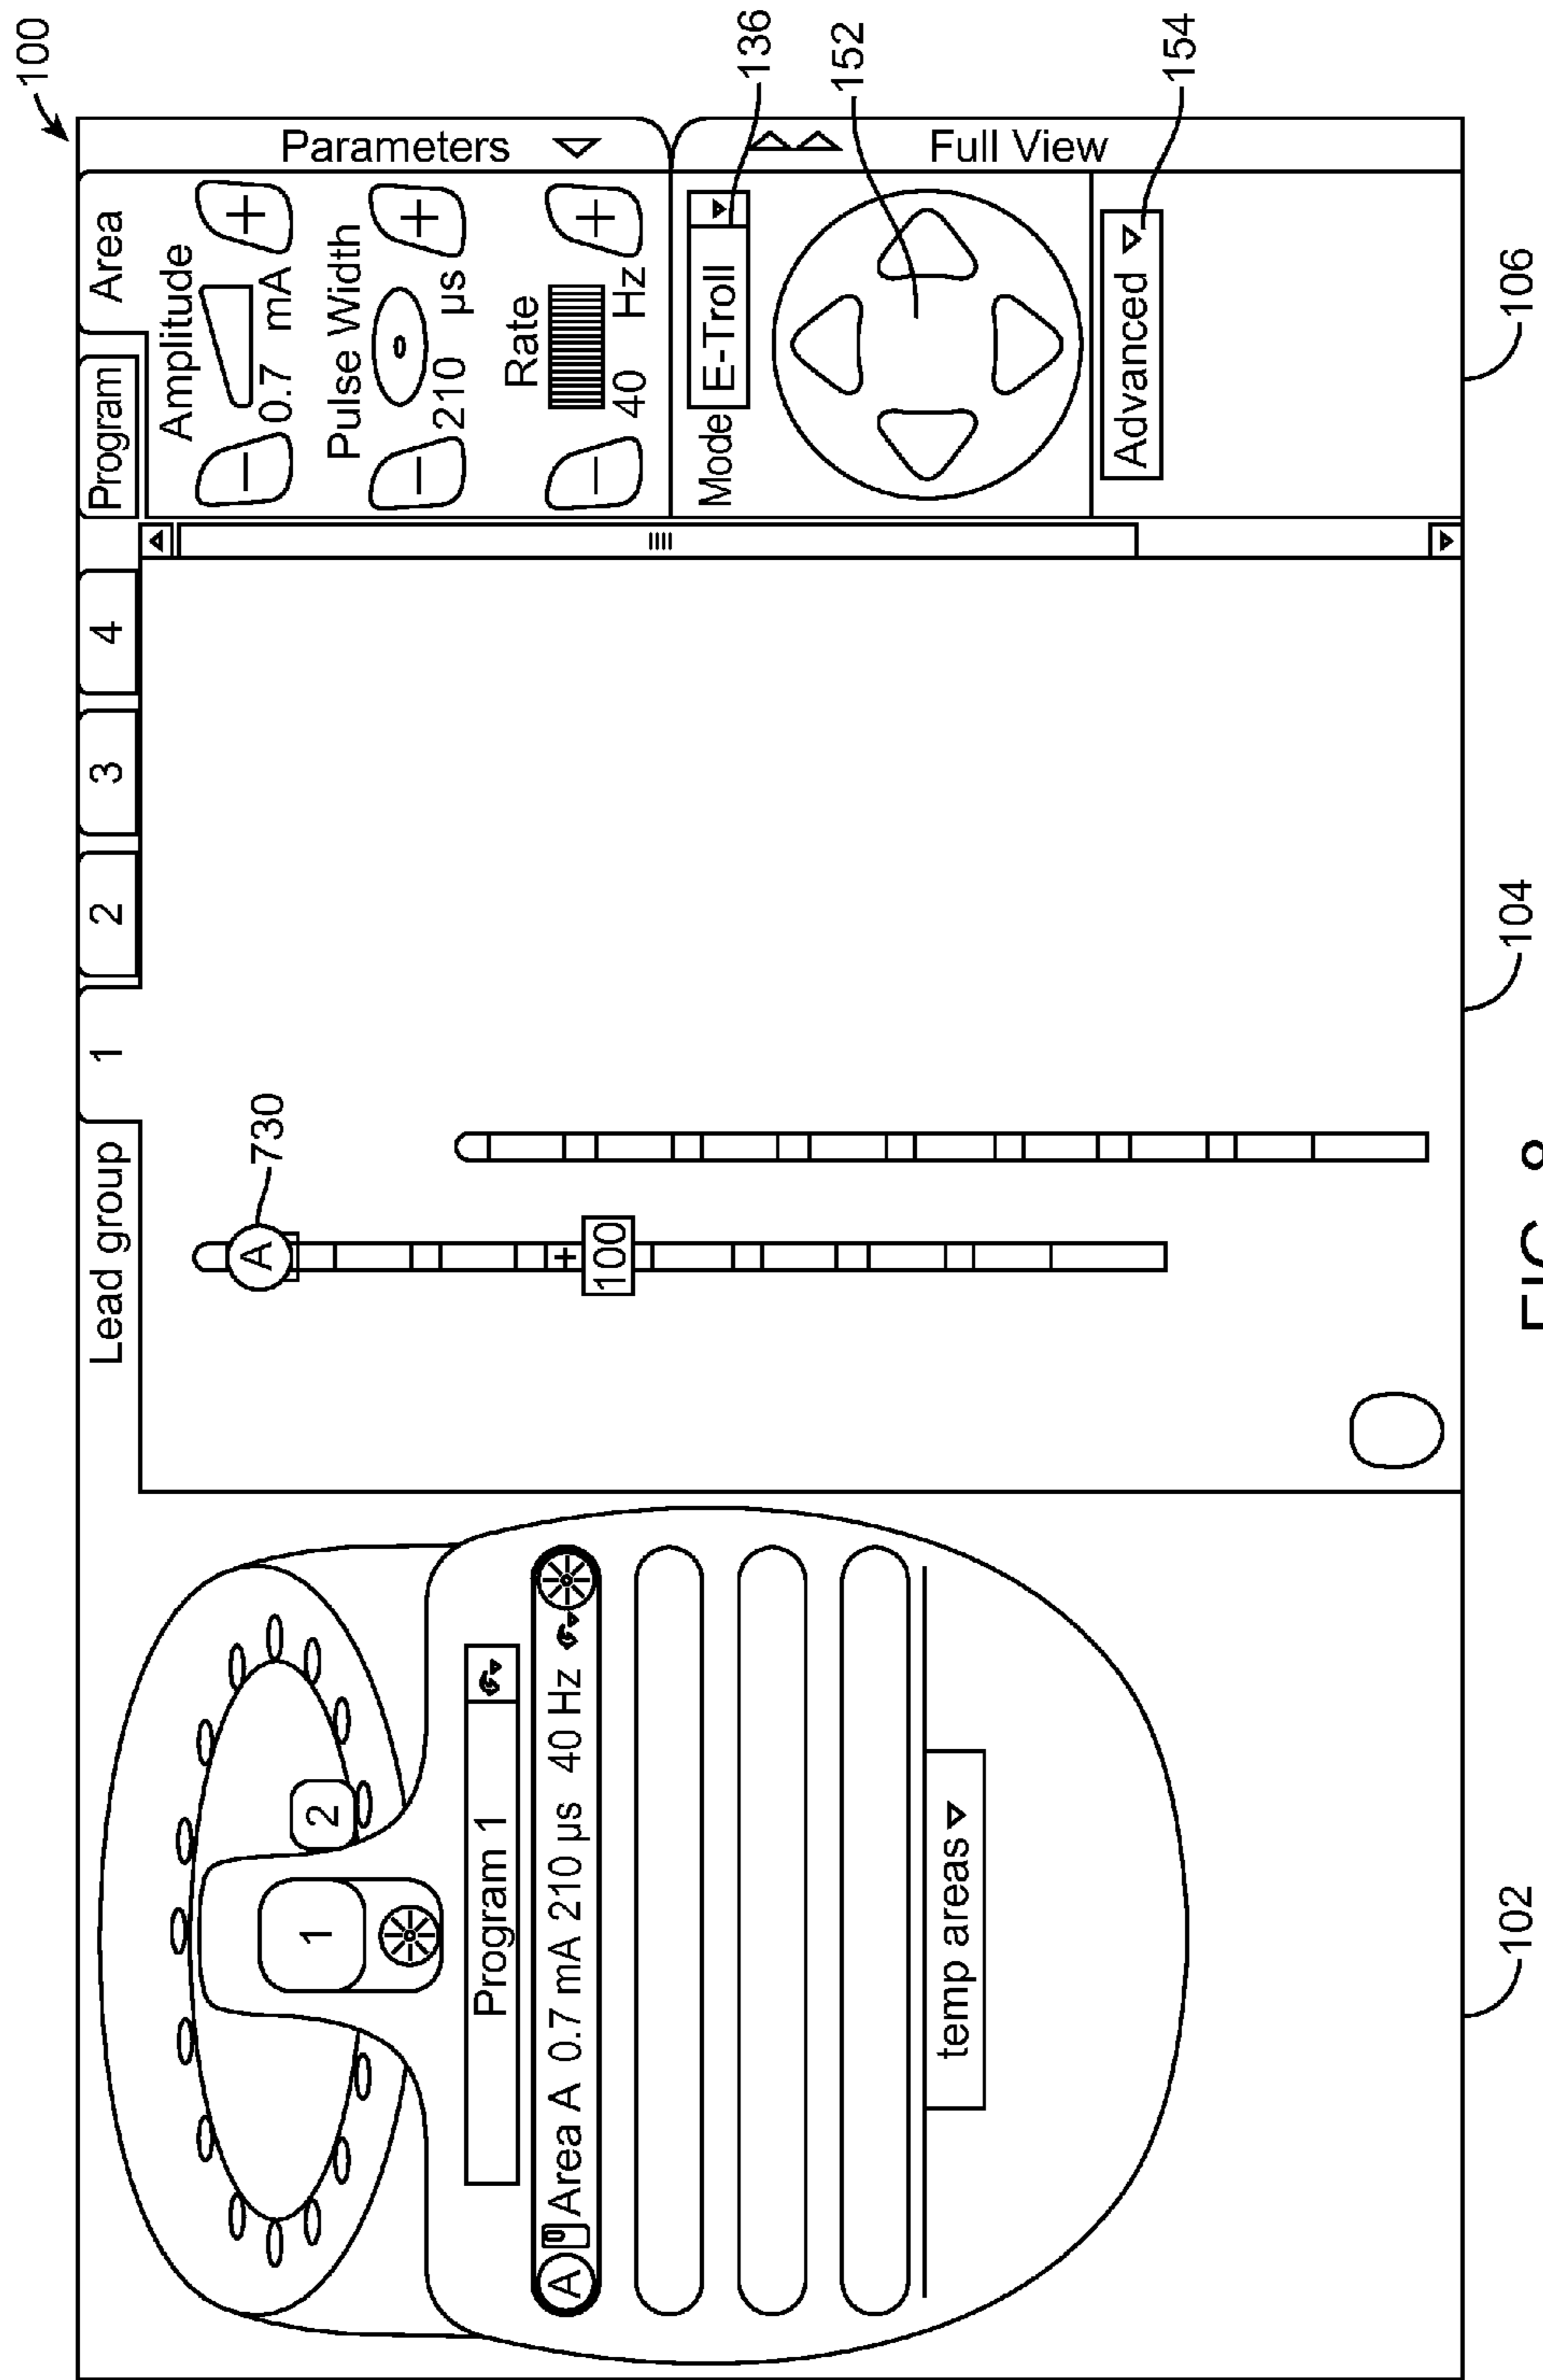 100
Lead group 1 2 3 4
Program Area
1
2
Program 1
A Area A 0.7 mA 210 µs 40 Hz
temp areas
A
730
+
100
Amplitude
− +
0.7 mA
Pulse Width
− +
210 µs
Rate
− +
40 Hz
Parameters
Mode E-Troll
136
152
Full View
Advanced
154
102
104
106